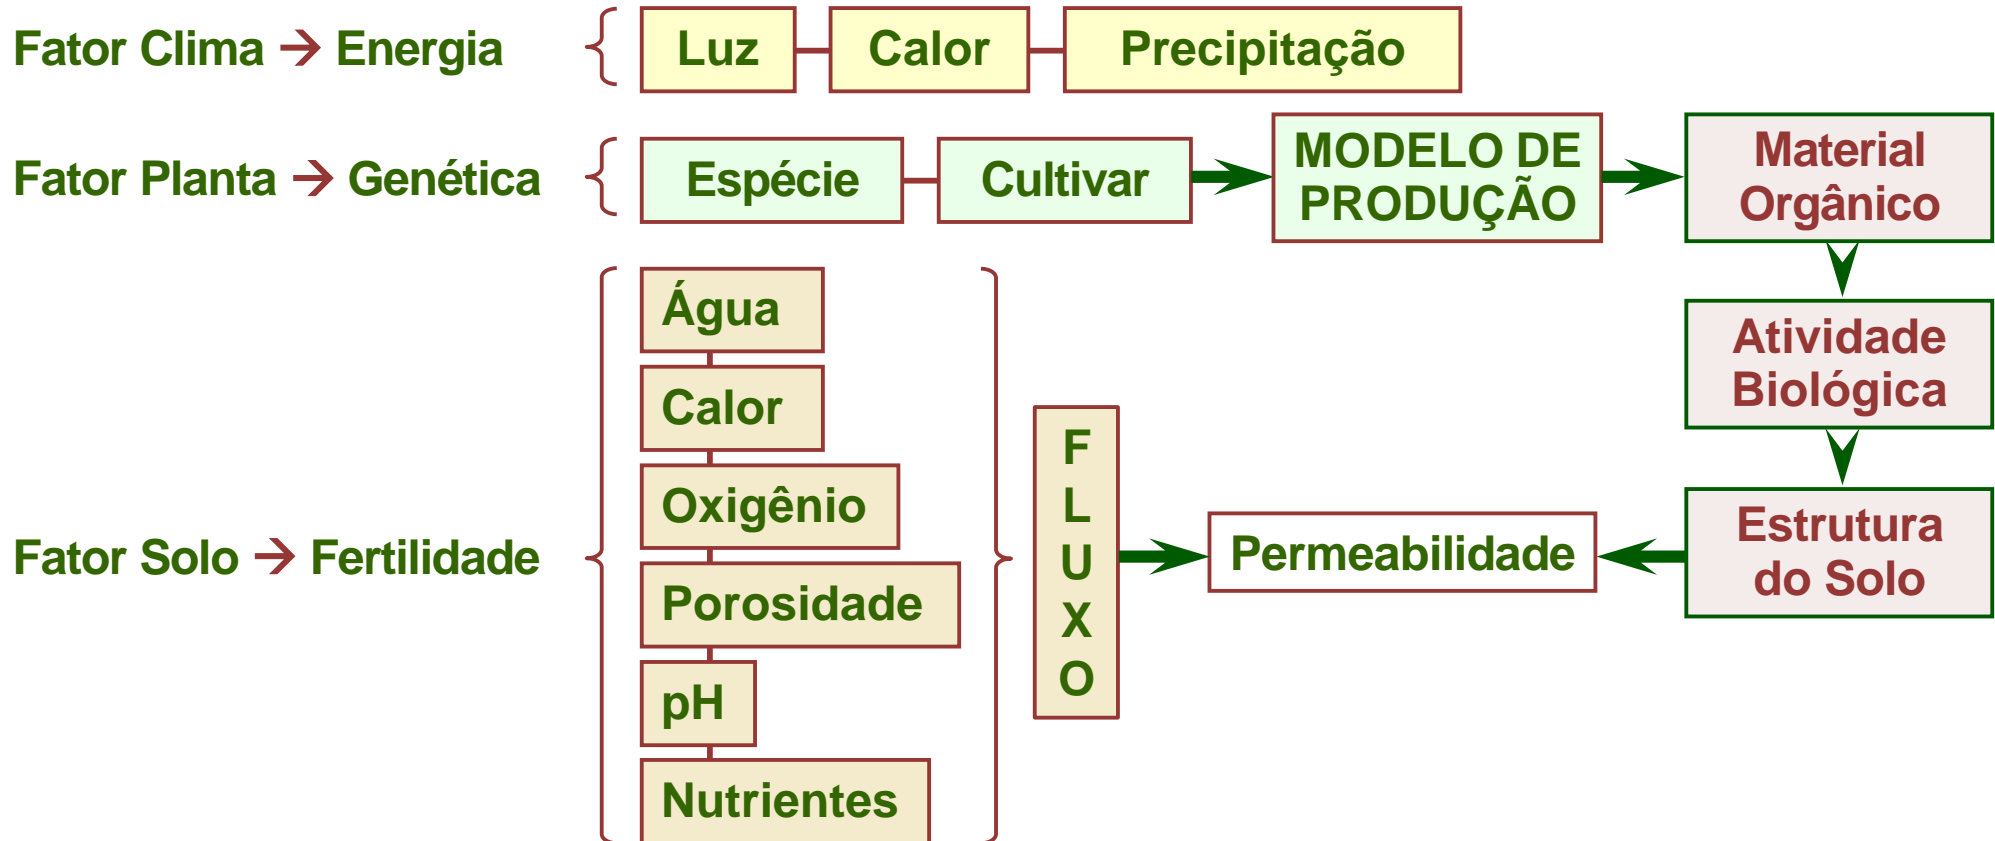 Fator Clima → Energia
Luz
Calor
Precipitação
Fator Planta → Genética
Espécie
Cultivar
MODELO DE
PRODUÇÃO
Material
Orgânico
Fator Solo → Fertilidade
Água
Calor
Oxigênio
Porosidade
pH
Nutrientes
F
L
U
X
O
Permeabilidade
Atividade
Biológica
Estrutura
do Solo